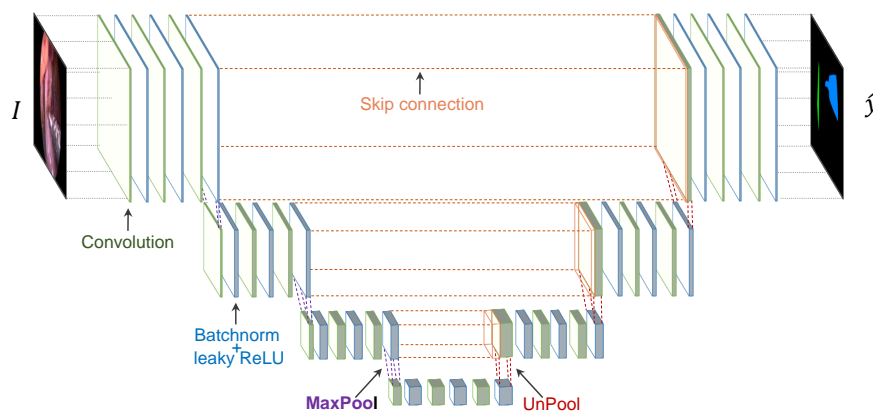 I
ý
Skip connection
Convolution
Batchnorm
+
leaky ReLU
MaxPool
UnPool